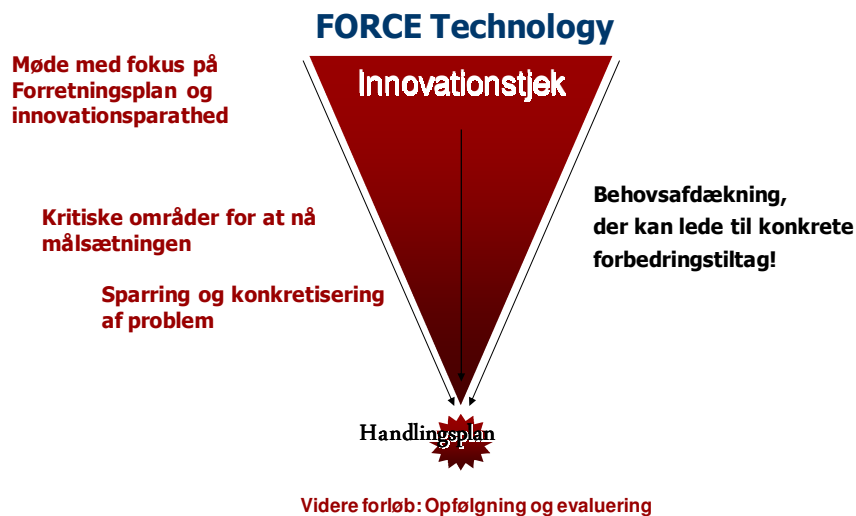 FORCE Technology
Møde med fokus på
Forretningsplan og
innovationsparathed
Innovationstjek
Kritiske områder for at nå
målsætningen
Sparring og konkretisering
af problem
Behovsafdækning,
der kan lede til konkrete
forbedringstiltag!
Handlingsplan
Videre forløb: Opfølgning og evaluering